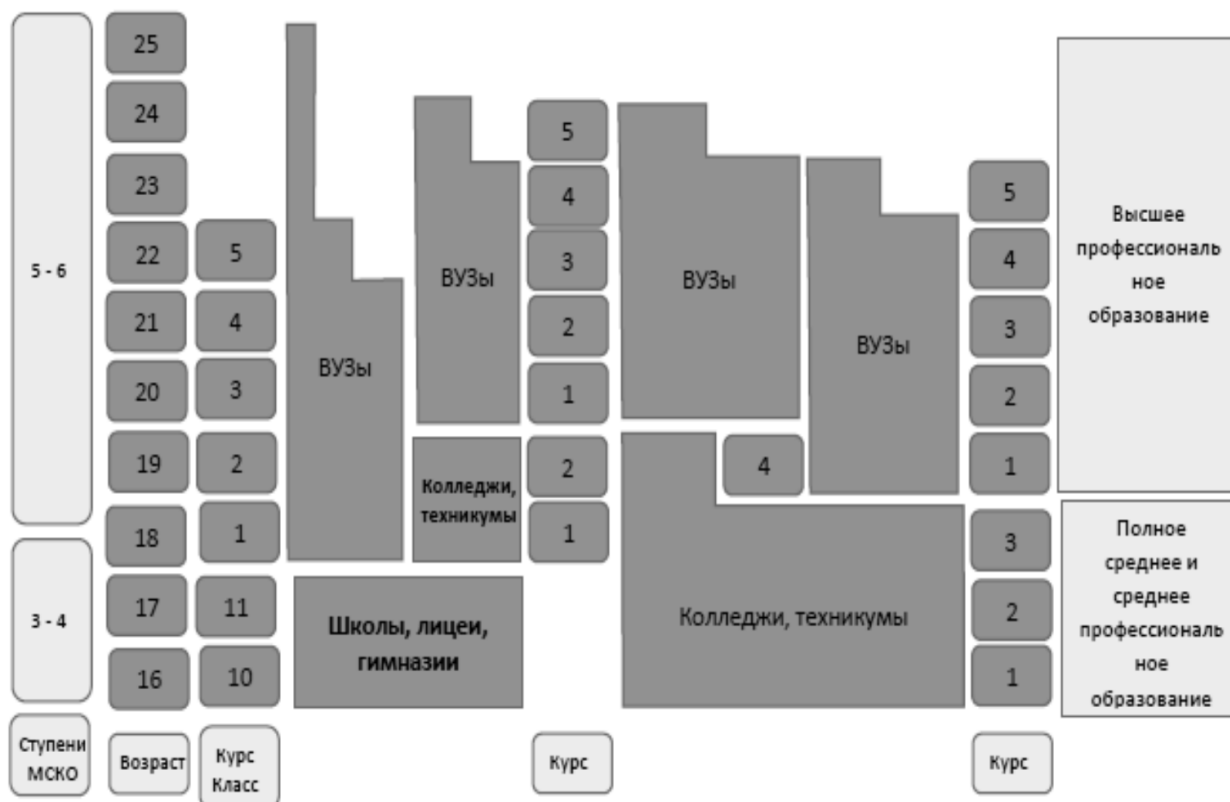 25
24
23
22
21
20
19
18
17
16
5 - 6
3 - 4
Ступени
МСКО
Возраст
5
4
3
2
1
11
10
Курс
Класс
ВУЗы
ВУЗы
Колледжи,
техникумы
Школы, лицеи,
гимназии
5
4
3
2
1
2
1
Курс
ВУЗы
ВУЗы
4
Колледжи, техникумы
5
4
3
2
1
3
2
1
Курс
Высшее
профессиональ
ное
образование
Полное
среднее и
среднее
профессиональ
ное
образование